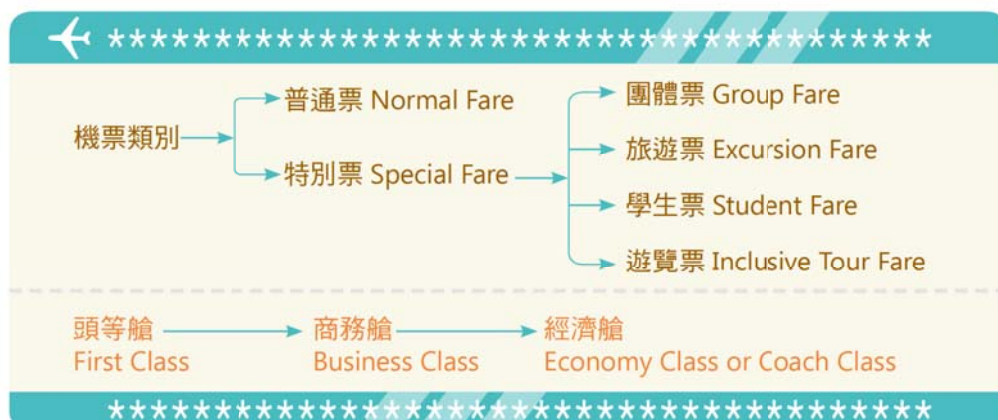 機票類別
普通票 Normal Fare
特別票 Special Fare
團體票 Group Fare
旅遊票 Excursion Fare
學生票 Student Fare
遊覽票 Inclusive Tour Fare
頭等艙
First Class
商務艙
Business Class
經濟艙
Economy Class or Coach Class